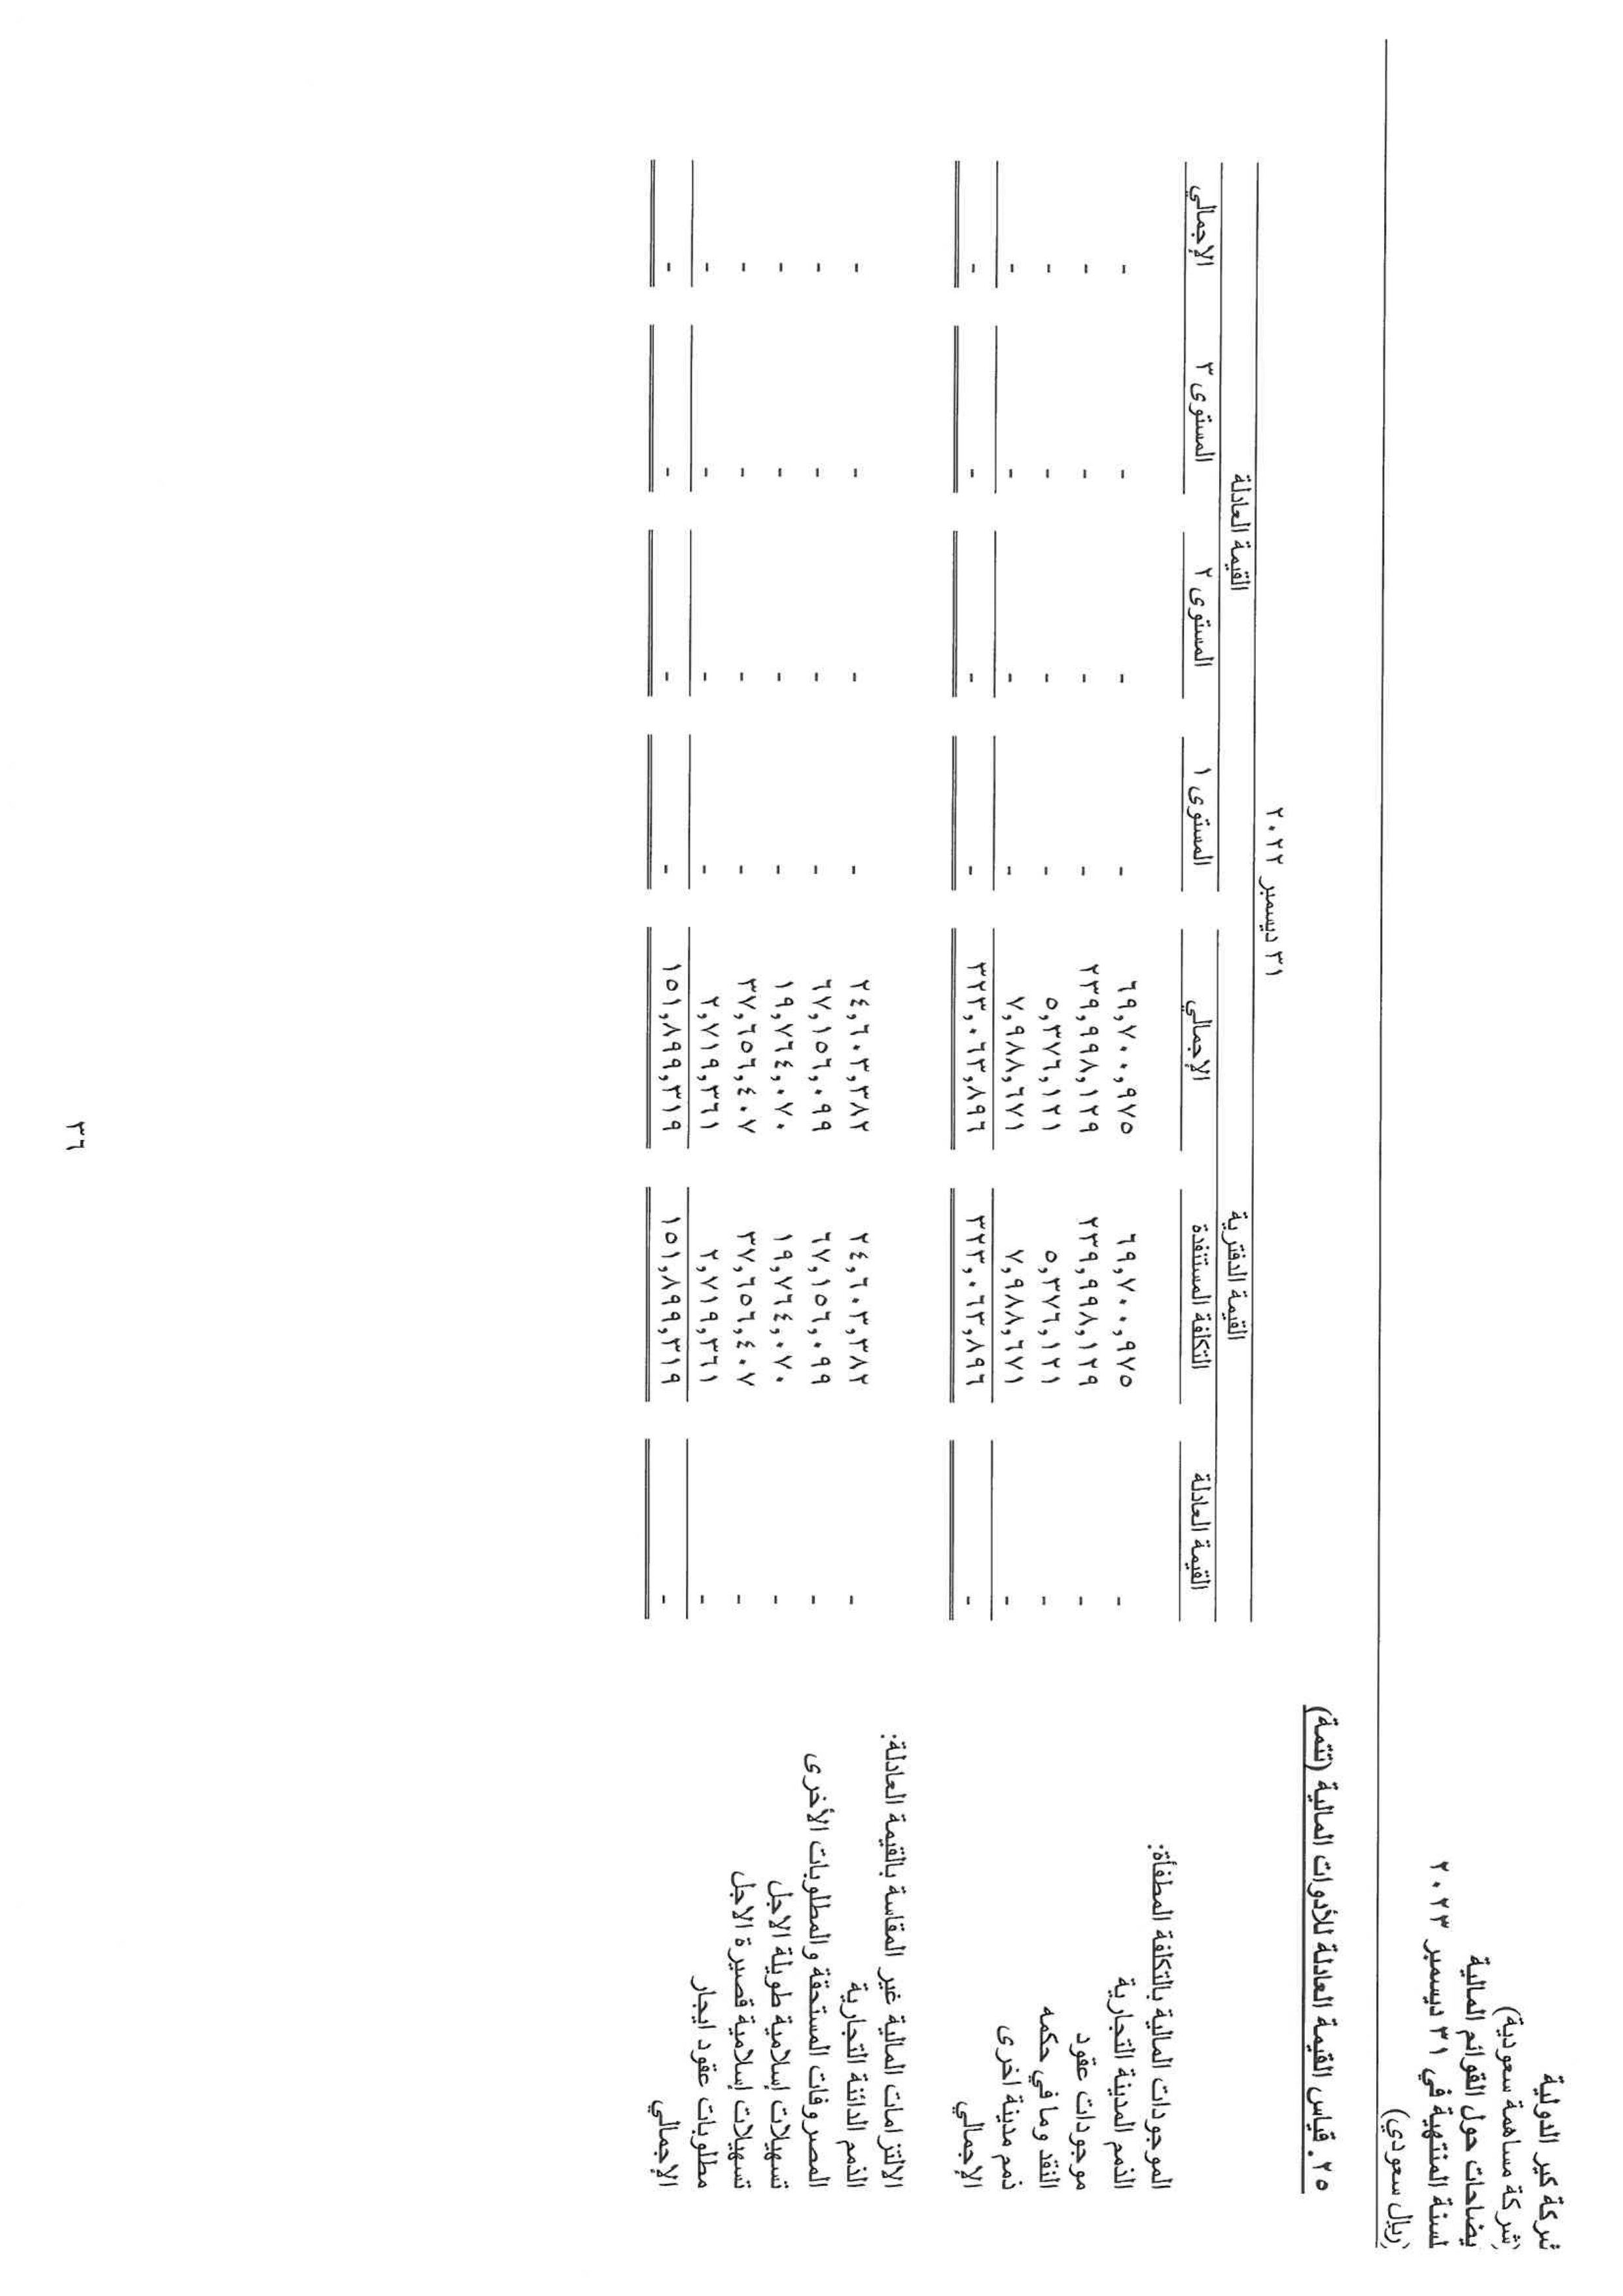 شركة كير الدولية
(شركة مساهمة سعودية)
يضاحات حول القوائم المالية
لسنة المنتهية في ٣١ ديسمبر ٢٠٢٣
(ريال سعودي)
٢٥. قياس القيمة العادلة للأدوات المالية (تتمة)
٣١ ديسمبر ٢٠٢٢
القيمة الدفترية القيمة العادلة
القيمة العادلة التكلفة المستنفدة الإجمالي المستوى ١ المستوى ٢ المستوى ٣ الإجمالي
الموجودات المالية بالتكلفة المطفأة:
الذمم المدينة التجارية - ٦٩,٧٠٠,٩٧٥ ٦٩,٧٠٠,٩٧٥ - - - -
موجودات عقود - ٢٣٩,٩٩٨,١٢٩ ٢٣٩,٩٩٨,١٢٩ - - - -
النقد وما في حكمه - ٥,٣٧٦,١٢١ ٥,٣٧٦,١٢١ - - - -
ذمم مدينة اخرى - ٧,٩٨٨,٦٧١ ٧,٩٨٨,٦٧١ - - - -
الإجمالي - ٣٢٣,٠٦٣,٨٩٦ ٣٢٣,٠٦٣,٨٩٦ - - - -
الالتزامات المالية غير المقاسة بالقيمة العادلة:
الذمم الدائنة التجارية - ٢٤,٦٠٣,٣٨٢ ٢٤,٦٠٣,٣٨٢ - - - -
المصروفات المستحقة والمطلوبات الأخرى - ٦٧,١٥٦,٠٩٩ ٦٧,١٥٦,٠٩٩ - - - -
تسهيلات إسلامية طويلة الاجل - ١٩,٧٦٤,٠٧٠ ١٩,٧٦٤,٠٧٠ - - - -
تسهيلات إسلامية قصيرة الاجل - ٣٧,٦٥٦,٤٠٧ ٣٧,٦٥٦,٤٠٧ - - - -
مطلوبات عقود ايجار - ٢,٧١٩,٣٦١ ٢,٧١٩,٣٦١ - - - -
الإجمالي - ١٥١,٨٩٩,٣١٩ ١٥١,٨٩٩,٣١٩ - - - -
٣٦